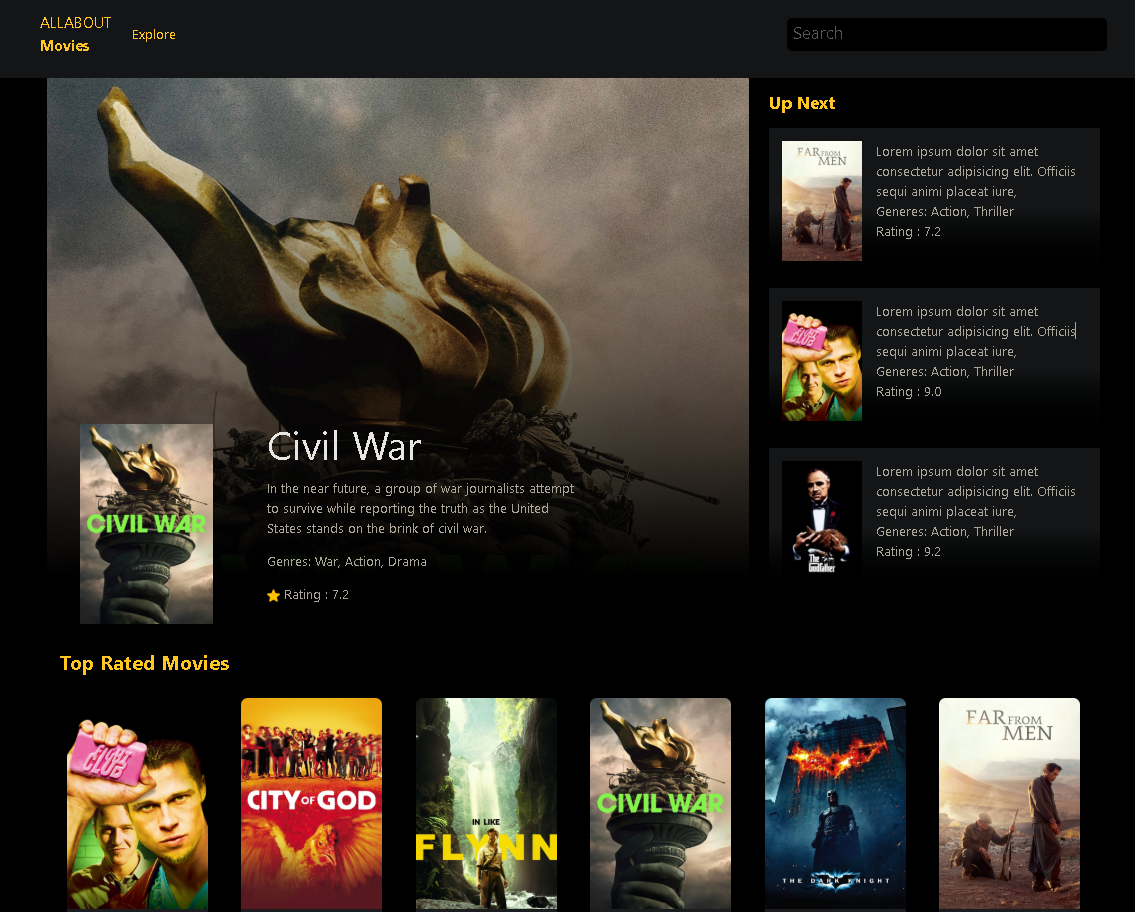 ALLABOUT
Movies
Explore
Search
Up Next
FAR FROM MEN
Lorem ipsum dolor sit amet
consectetur adipisicing elit. Officiis
sequi animi placeat iure,
Generes: Action, Thriller
Rating : 7.2
Lorem ipsum dolor sit amet
consectetur adipisicing elit. Officiis
sequi animi placeat iure,
Generes: Action, Thriller
Rating : 9.0
The Godfather
Lorem ipsum dolor sit amet
consectetur adipisicing elit. Officiis
sequi animi placeat iure,
Generes: Action, Thriller
Rating : 9.2
CIVIL WAR
Civil War
In the near future, a group of war journalists attempt
to survive while reporting the truth as the United
States stands on the brink of civil war.
Genres: War, Action, Drama
Rating : 7.2
Top Rated Movies
FIGHT CLUB
CITY OF GOD
IN LIKE
FLYNN
CIVIL WAR
THE DARK KNIGHT
FAR FROM
MEN